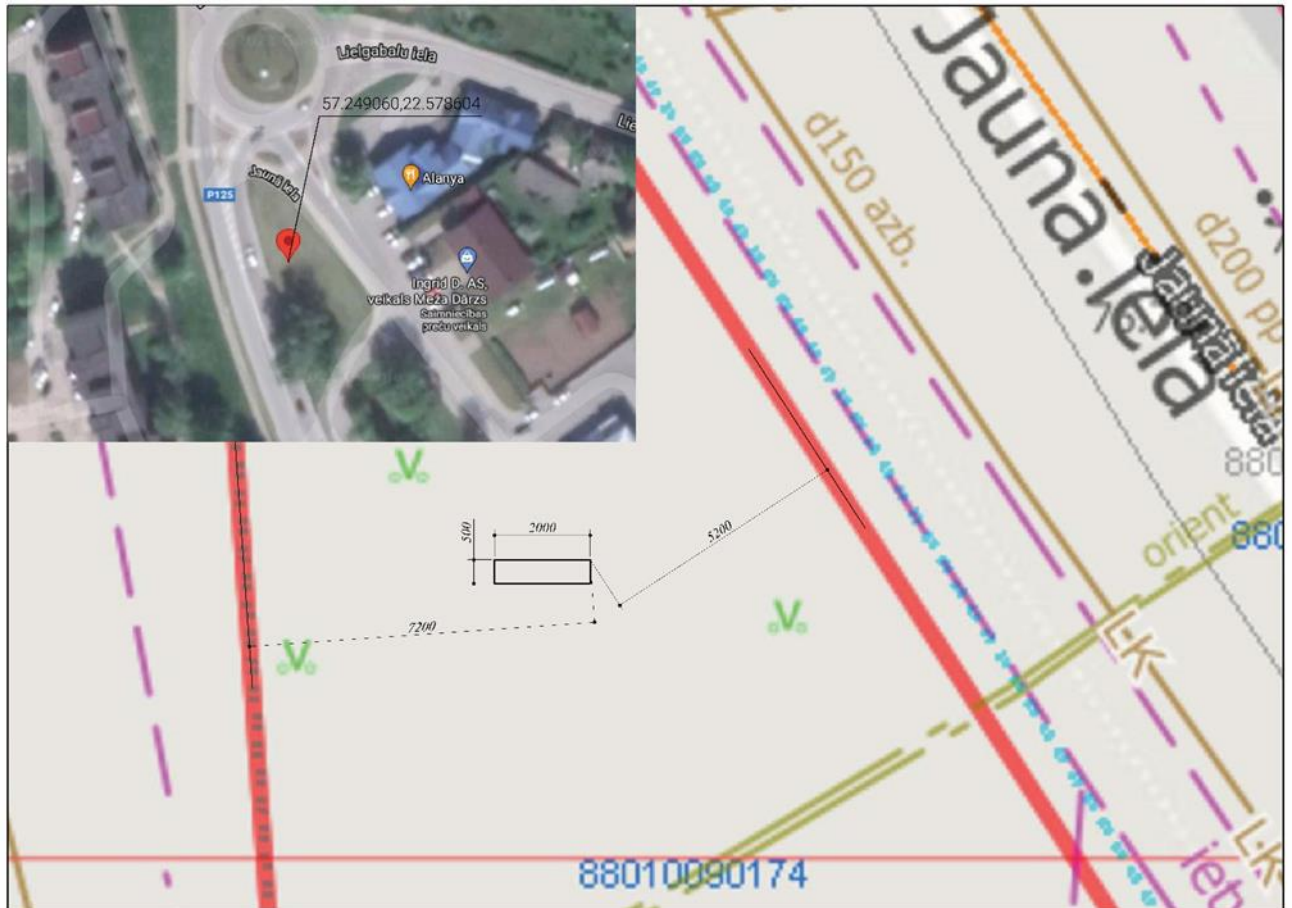 Lielgabalu iela
57.249060,22.578604
P125
Jaunā iela
Alanya
Ingrid D. AS,
veikals Meža Dārzs
Saimniecības
preču veikals
d150 azb.
Jauna iela
d200 pp
Jauna iela
880
orient
880
500
2000
5200
7200
V
V
V
L-K
L-K
88010090174